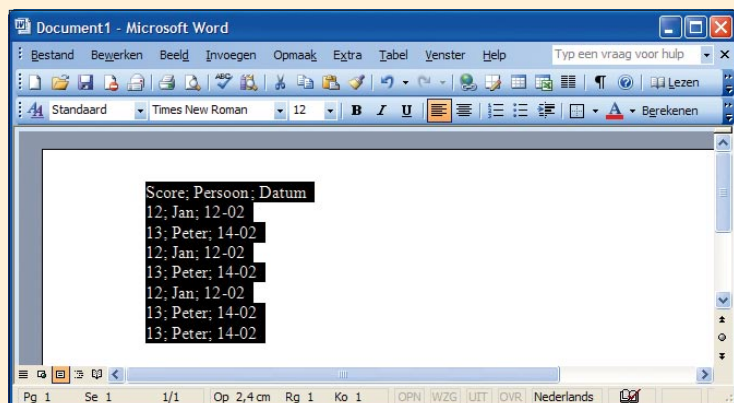 Document1 - Microsoft Word
Bestand Bewerken Beeld Invoegen Opmaak Extra Tabel Venster Help Typ een vraag voor hulp
Lezen
Standaard Times New Roman 12 B I U A Berekenen
Score; Persoon; Datum
12; Jan; 12-02
13; Peter; 14-02
12; Jan; 12-02
13; Peter; 14-02
12; Jan; 12-02
13; Peter; 14-02
13; Peter; 14-02
Pg 1 Se 1 1/1 Op 2,4 cm Rg 1 Ko 1 OPN WZG UIT OVR Nederlands